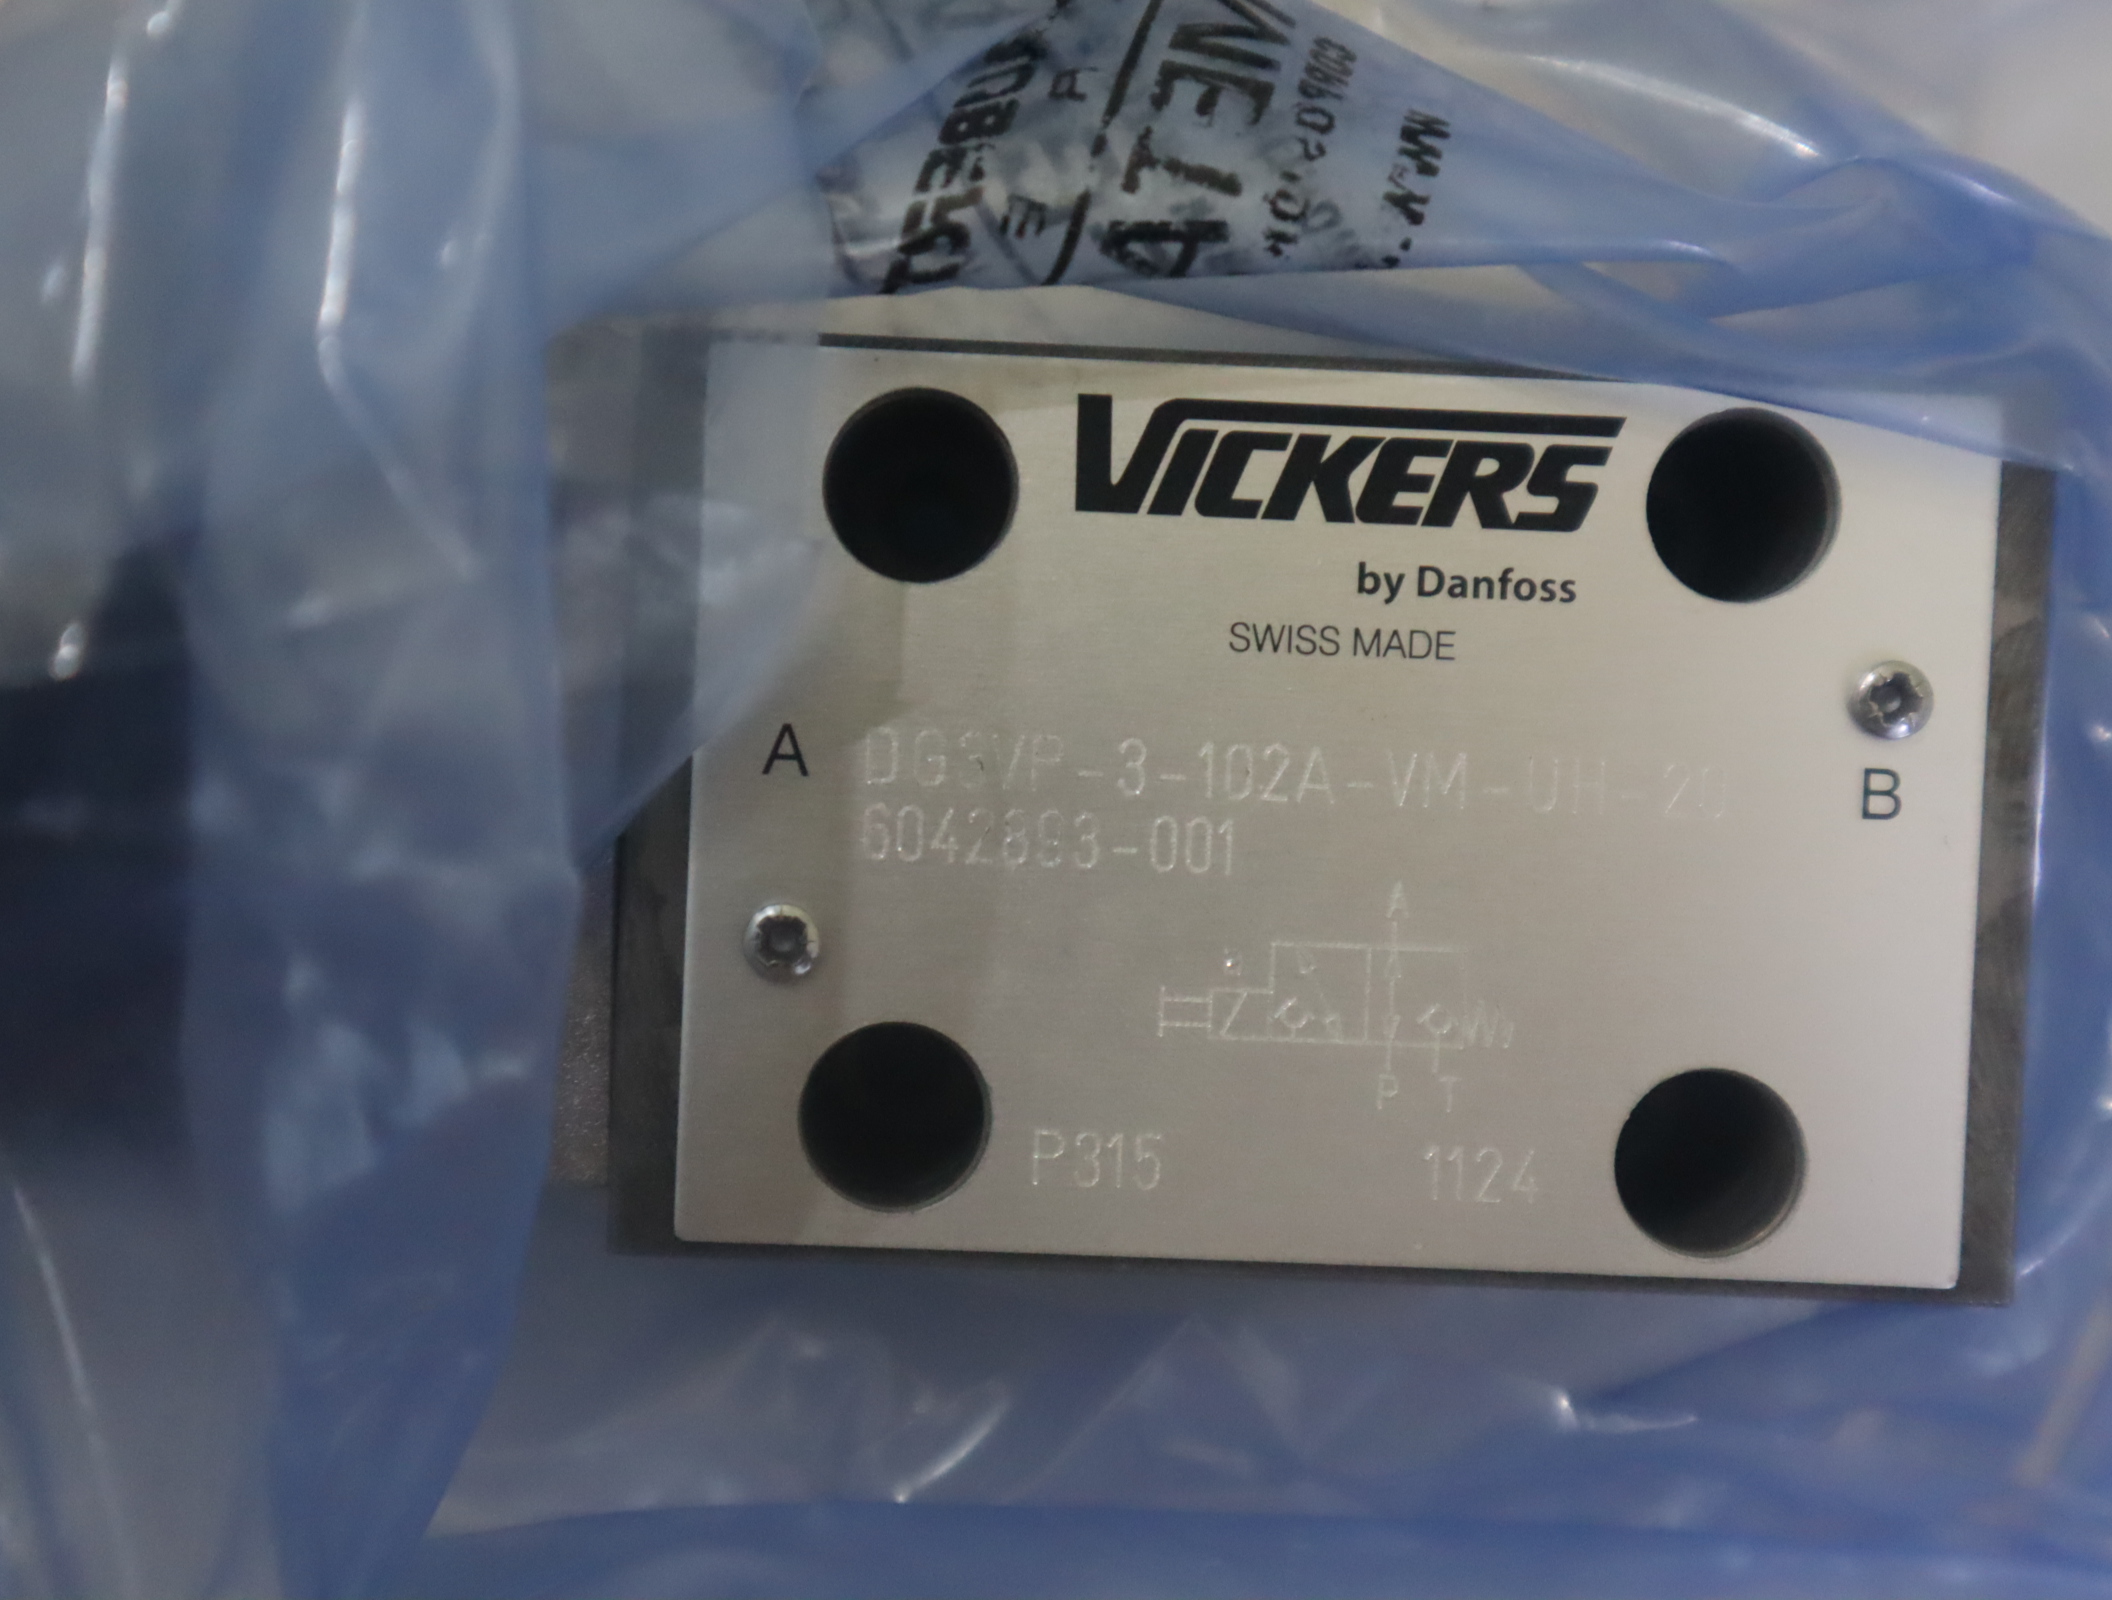 VICKERS
by Danfoss
SWISS MADE
A
B
DG3VP-3-102A-VM-UH-20
6042893-001
A
P T
P315
1124